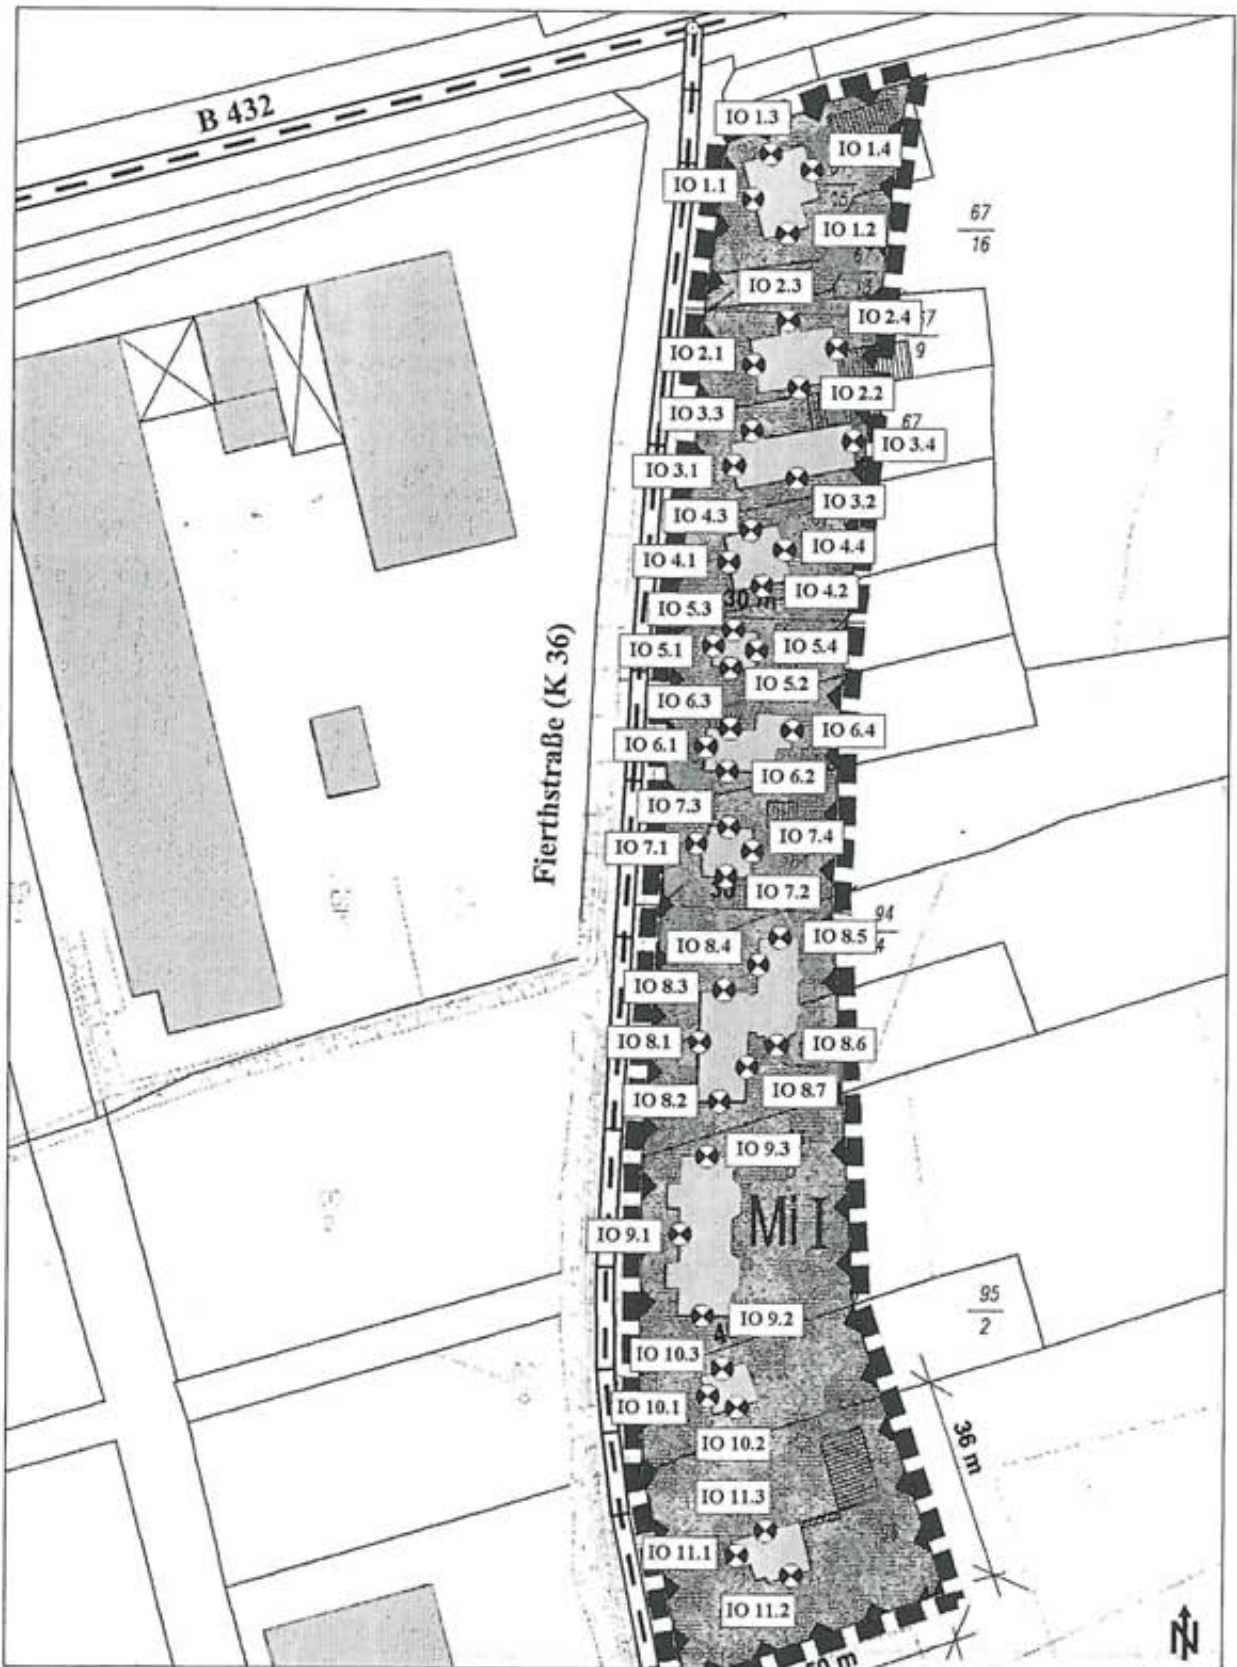 B 432
IO 1.3
IO 1.4
IO 1.1
IO 1.2
67
16
IO 2.3
IO 2.4
9
IO 2.1
IO 2.2
IO 3.3
67
IO 3.4
IO 3.1
IO 3.2
IO 4.3
IO 4.4
IO 4.1
IO 4.2
30 m
IO 5.3
IO 5.1
IO 5.4
IO 5.2
Fierthstraße (K 36)
IO 6.3
IO 6.4
IO 6.1
IO 6.2
IO 7.3
IO 7.4
IO 7.1
IO 7.2
94
4
IO 8.4
IO 8.5
IO 8.3
IO 8.1
IO 8.6
IO 8.7
IO 8.2
IO 9.3
Mi I
IO 9.1
IO 9.2
95
2
IO 10.3
IO 10.1
IO 10.2
36 m
IO 11.3
IO 11.1
IO 11.2
50 m
N